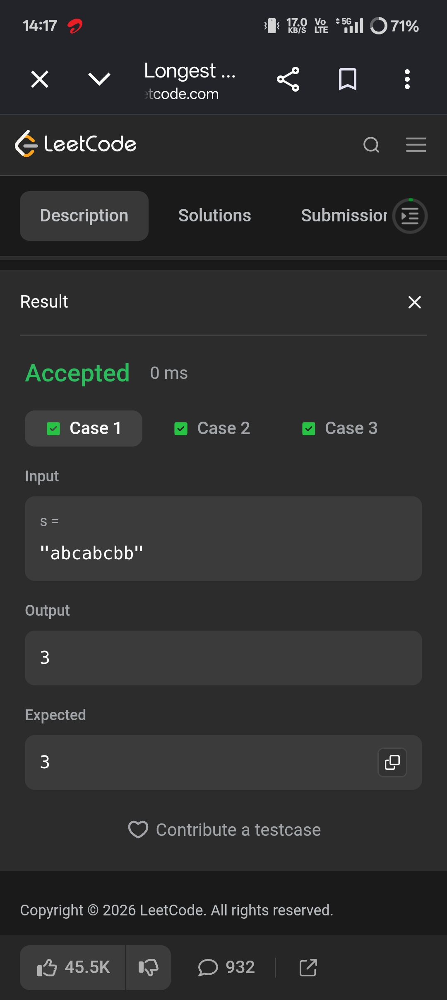 14:17
17.0
KB/S
Vo
LTE
5G
71%
Longest ...
etcode.com
LeetCode
Description
Solutions
Submission
Result
Accepted 0 ms
Case 1
Case 2
Case 3
Input
s =
"abcabcbb"
Output
3
Expected
3
Contribute a testcase
Copyright © 2026 LeetCode. All rights reserved.
45.5K
932